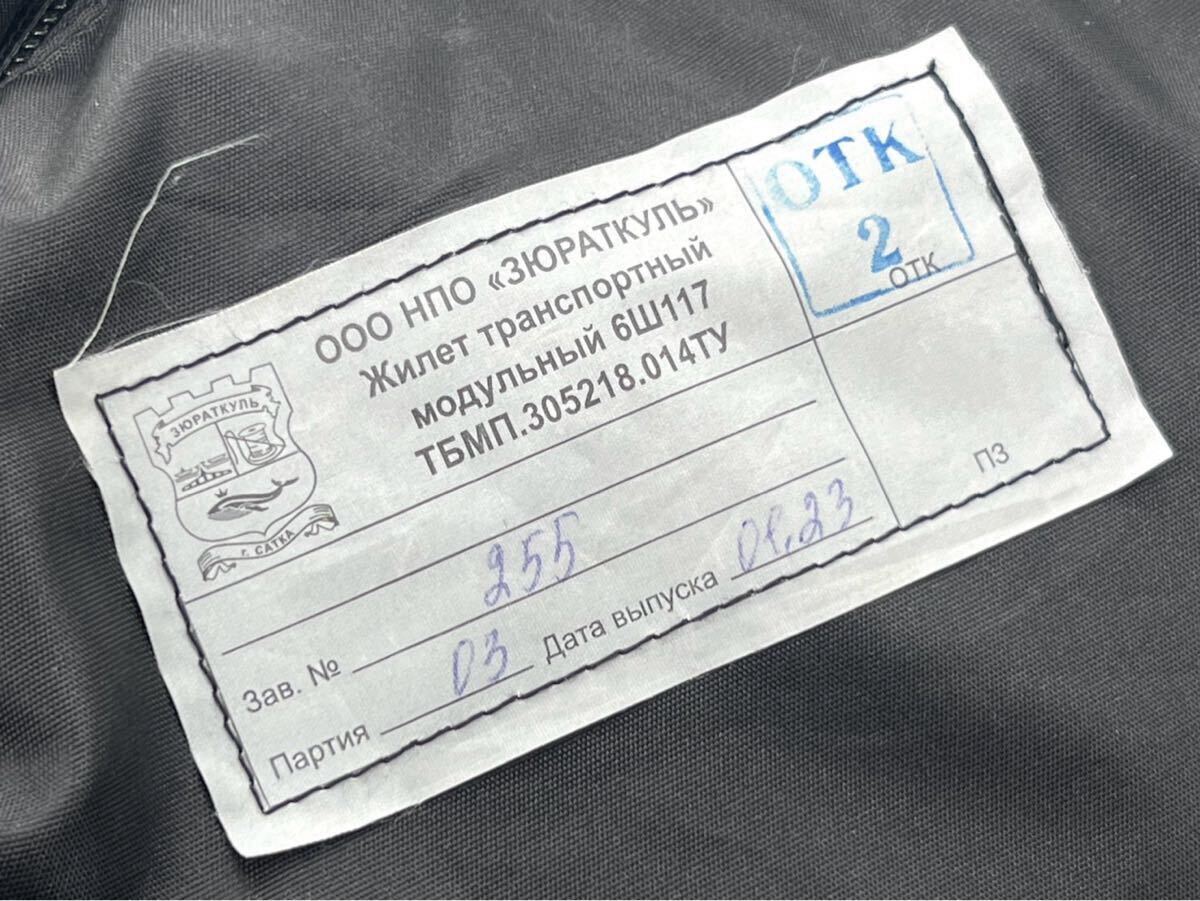 ООО НПО «ЗЮРАТКУЛЬ»
Жилет транспортный
модульный 6Ш117
ТБМП.305218.014ТУ
ОТК
2
ОТК
ЗЮРАТКУЛЬ
г. САТКА
Зав. № 255
Партия 03 Дата выпуска 01.23
ПЗ